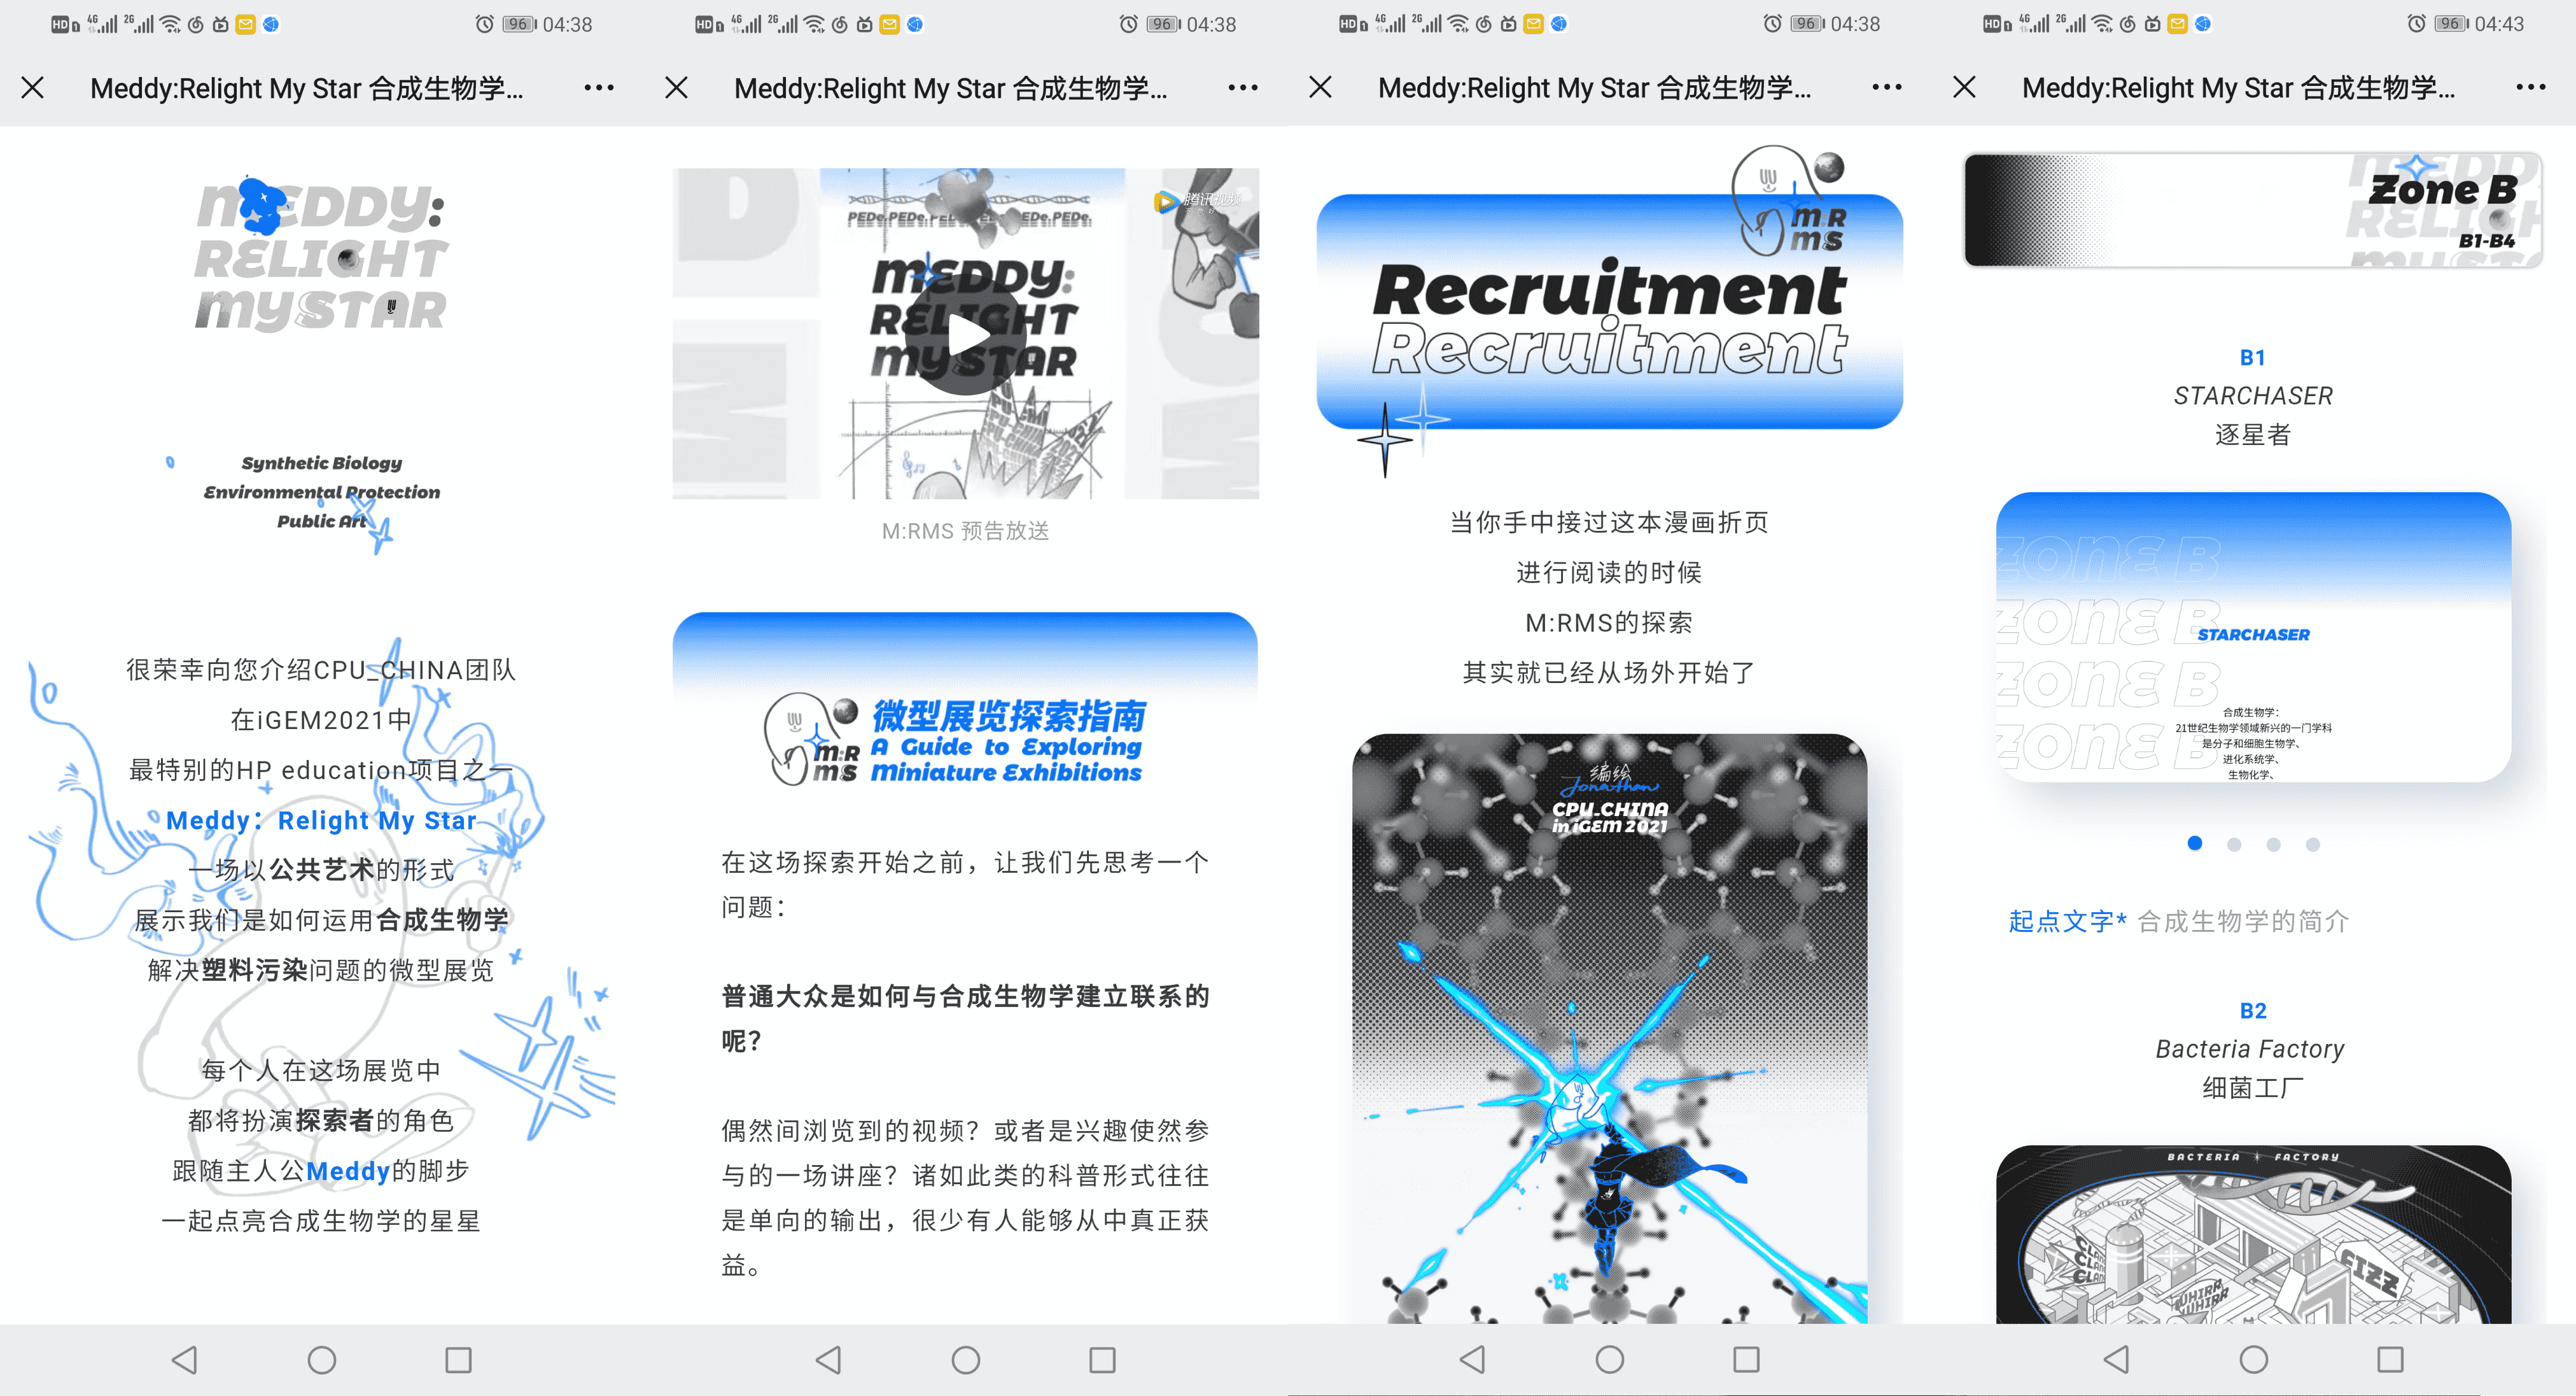 04:38
Meddy:Relight My Star 合成生物学...
MEDDY:
RELIGHT
MY STAR
Synthetic Biology
Environmental Protection
Public Art
很荣幸向您介绍CPU_CHINA团队
在iGEM2021中
最特别的HP education项目之一
Meddy：Relight My Star
一场以公共艺术的形式
展示我们是如何运用合成生物学
解决塑料污染问题的微型展览
每个人在这场展览中
都将扮演探索者的角色
跟随主人公Meddy的脚步
一起点亮合成生物学的星星
04:38
Meddy:Relight My Star 合成生物学...
腾讯视频
MEDDY:
RELIGHT
MY STAR
M:RMS 预告放送
M:R
MS
微型展览探索指南
A Guide to Exploring
Miniature Exhibitions
在这场探索开始之前，让我们先思考一个
问题：
普通大众是如何与合成生物学建立联系的
呢？
偶然间浏览到的视频？或者是兴趣使然参
与的一场讲座？诸如此类的科普形式往往
是单向的输出，很少有人能够从中真正获
益。
04:38
Meddy:Relight My Star 合成生物学...
M:R
MS
Recruitment
Recruitment
当你手中接过这本漫画折页
进行阅读的时候
M:RMS的探索
其实就已经从场外开始了
编绘
Jonathan
CPU_CHINA
in iGEM 2021
04:43
Meddy:Relight My Star 合成生物学...
Zone B
B1-B4
B1
STARCHASER
逐星者
ZONE B
ZONE B
ZONE B
ZONE B
STARCHASER
合成生物学：
21世纪生物学领域新兴的一门学科
是分子和细胞生物学、
进化系统学、
生物化学、
起点文字* 合成生物学的简介
B2
Bacteria Factory
细菌工厂
BACTERIA FACTORY
FIZZ
WHIRR
WHIRR